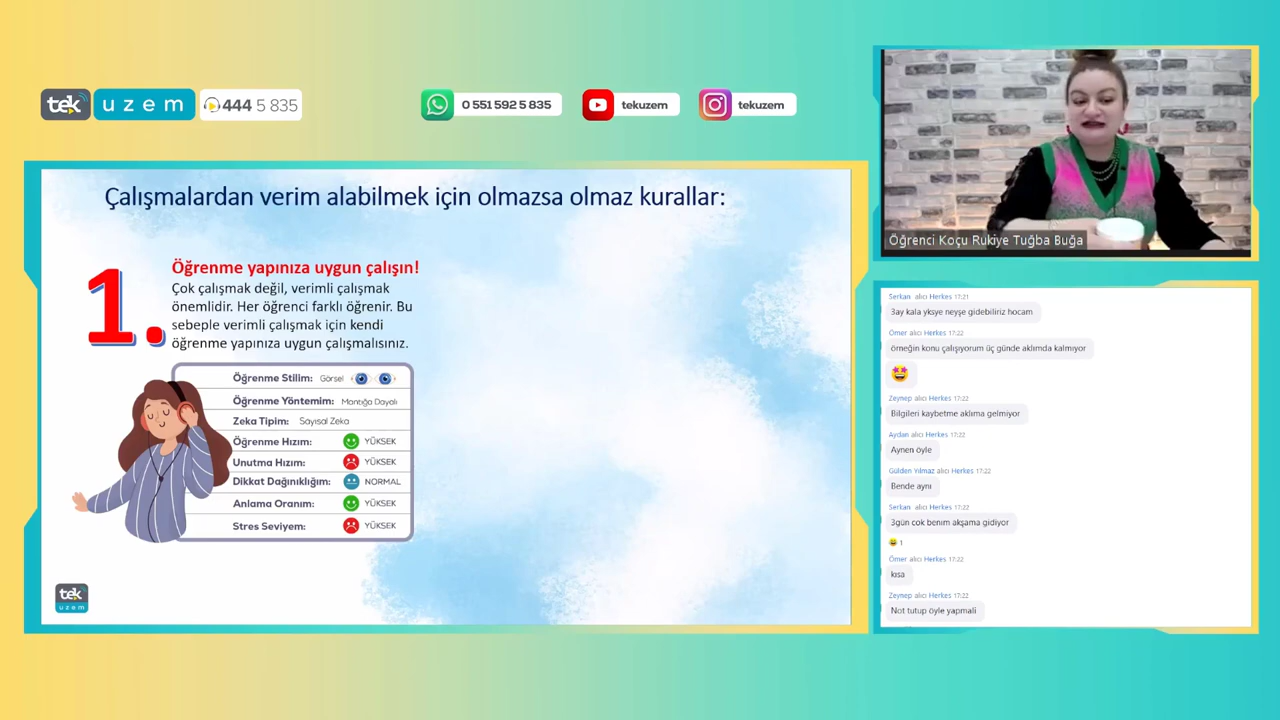 tek uzem 444 5 835
0 551 592 5 835
tekuzem
tekuzem
Çalışmalardan verim alabilmek için olmazsa olmaz kurallar:
1.
Öğrenme yapınıza uygun çalışın!
Çok çalışmak değil, verimli çalışmak
önemlidir. Her öğrenci farklı öğrenir. Bu
sebeple verimli çalışmak için kendi
öğrenme yapınıza uygun çalışmalısınız.
Öğrenme Stilim: Görsel
Öğrenme Yöntemim: Mantığa Dayalı
Zeka Tipim: Sayısal Zeka
Öğrenme Hızım: YÜKSEK
Unutma Hızım: YÜKSEK
Dikkat Dağınıklığım: NORMAL
Anlama Oranım: YÜKSEK
Stres Seviyem: YÜKSEK
tek
uzem
Öğrenci Koçu Rukiye Tuğba Buğa
Serkan alıcı Herkes 17:21
3ay kala yksye neyşe gidebiliriz hocam
Ömer alıcı Herkes 17:22
örneğin konu çalışıyorum üç günde aklımda kalmıyor
Zeynep alıcı Herkes 17:22
Bilgileri kaybetme aklıma gelmiyor
Aydan alıcı Herkes 17:22
Aynen öyle
Gülden Yılmaz alıcı Herkes 17:22
Bende aynı
Serkan alıcı Herkes 17:22
3gün cok benım akşama gidiyor
1
Ömer alıcı Herkes 17:22
kısa
Zeynep alıcı Herkes 17:22
Not tutup öyle yapmali